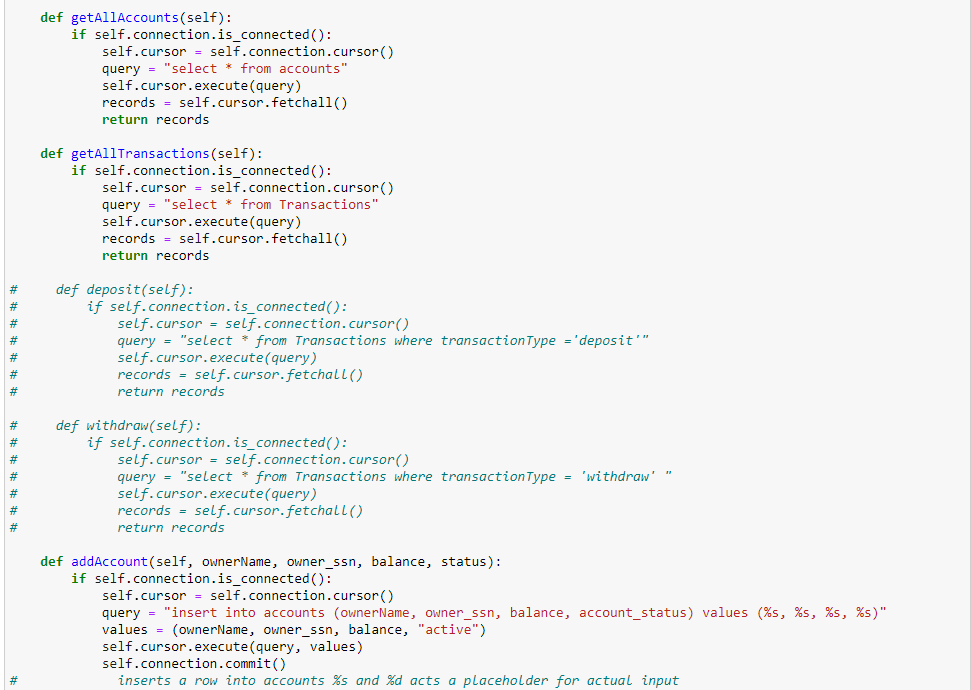 def getAllAccounts(self):
if self.connection.is_connected():
self.cursor = self.connection.cursor()
query = "select * from accounts"
self.cursor.execute(query)
records = self.cursor.fetchall()
return records
def getAllTransactions(self):
if self.connection.is_connected():
self.cursor = self.connection.cursor()
query = "select * from Transactions"
self.cursor.execute(query)
records = self.cursor.fetchall()
return records
# def deposit(self):
# if self.connection.is_connected():
# self.cursor = self.connection.cursor()
# query = "select * from Transactions where transactionType ='deposit'"
# self.cursor.execute(query)
# records = self.cursor.fetchall()
# return records
# def withdraw(self):
# if self.connection.is_connected():
# self.cursor = self.connection.cursor()
# query = "select * from Transactions where transactionType = 'withdraw' "
# self.cursor.execute(query)
# records = self.cursor.fetchall()
# return records
def addAccount(self, ownerName, owner_ssn, balance, status):
if self.connection.is_connected():
self.cursor = self.connection.cursor()
query = "insert into accounts (ownerName, owner_ssn, balance, account_status) values (%s, %s, %s, %s)"
values = (ownerName, owner_ssn, balance, "active")
self.cursor.execute(query, values)
self.connection.commit()
# inserts a row into accounts %s and %d acts a placeholder for actual input